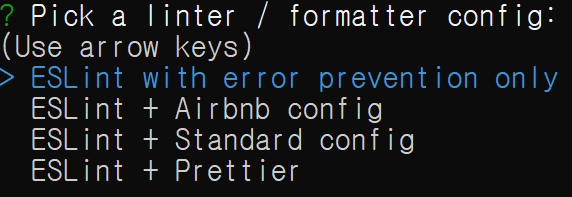 ? Pick a linter / formatter config:
(Use arrow keys)
> ESLint with error prevention only
ESLint + Airbnb config
ESLint + Standard config
ESLint + Prettier